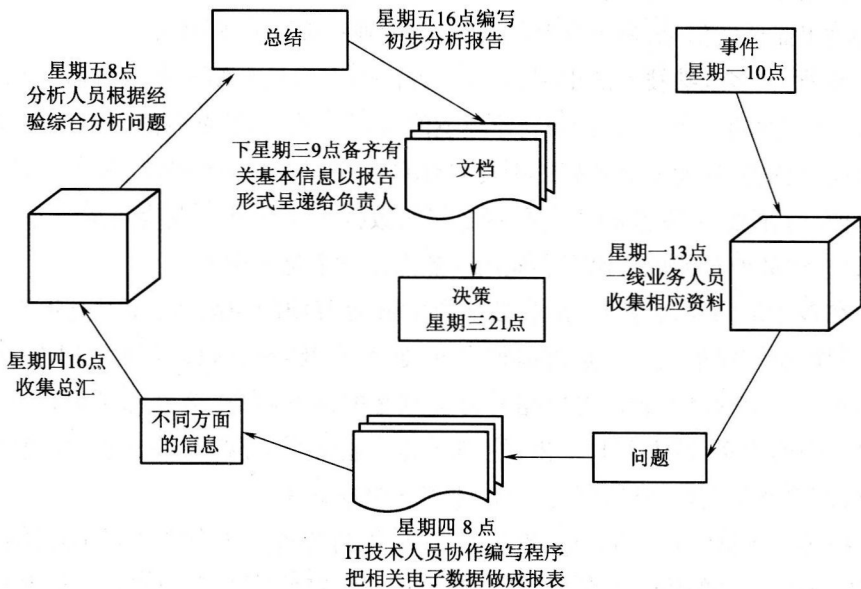 总结
星期五16点编写
初步分析报告
事件
星期一10点
星期五8点
分析人员根据经
验综合分析问题
下星期三9点备齐有
关基本信息以报告
形式呈递给负责人
文档
星期一13点
一线业务人员
收集相应资料
决策
星期三21点
星期四16点
收集总汇
不同方面
的信息
问题
星期四 8 点
IT技术人员协作编写程序
把相关电子数据做成报表